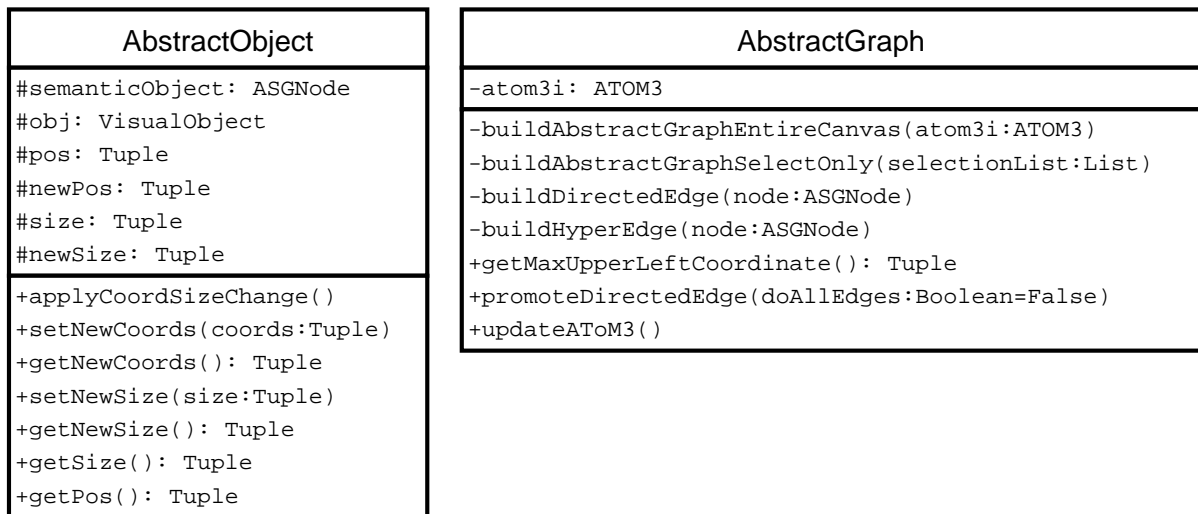 AbstractObject
#semanticObject: ASGNode
#obj: VisualObject
#pos: Tuple
#newPos: Tuple
#size: Tuple
#newSize: Tuple
+applyCoordSizeChange()
+setNewCoords(coords:Tuple)
+getNewCoords(): Tuple
+setNewSize(size:Tuple)
+getNewSize(): Tuple
+getSize(): Tuple
+getPos(): Tuple
AbstractGraph
-atom3i: ATOM3
-buildAbstractGraphEntireCanvas(atom3i:ATOM3)
-buildAbstractGraphSelectOnly(selectionList:List)
-buildDirectedEdge(node:ASGNode)
-buildHyperEdge(node:ASGNode)
+getMaxUpperLeftCoordinate(): Tuple
+promoteDirectedEdge(doAllEdges:Boolean=False)
+updateAToM3()